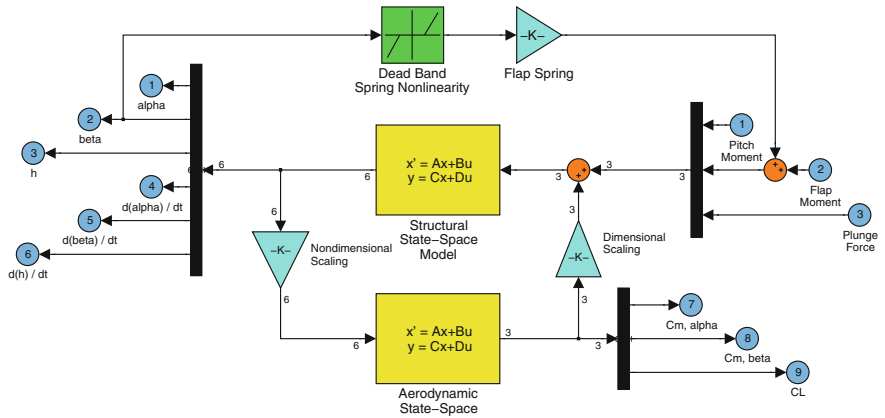 –K–
Dead Band
Spring Nonlinearity
Flap Spring
1
alpha
2
beta
3
h
4
d(alpha) / dt
5
d(beta) / dt
6
d(h) / dt
6
6
x' = Ax+Bu
y = Cx+Du
Structural
State–Space
Model
3
+
+
3
3
1
Pitch
Moment
+
+
2
Flap
Moment
3
Plunge
Force
6
–K–
Nondimensional
Scaling
6
3
–K–
Dimensional
Scaling
3
6
x' = Ax+Bu
y = Cx+Du
Aerodynamic
State–Space
3
3
7
Cm, alpha
8
Cm, beta
9
CL